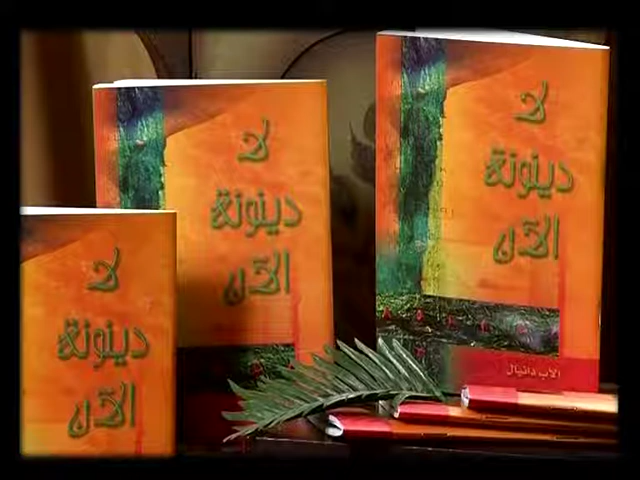 لا
دينونة
الآن
لا
دينونة
الآن
الأب دانيال
لا
دينونة
الآن